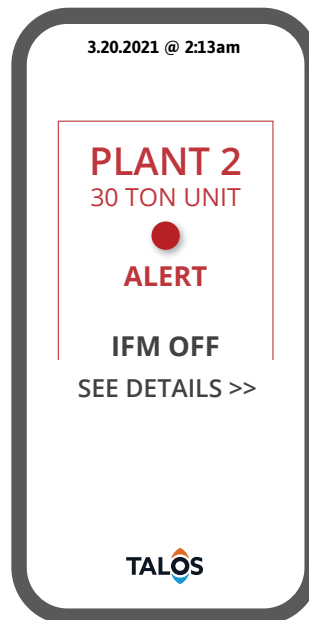 3.20.2021 @ 2:13am
PLANT 2
30 TON UNIT
ALERT
IFM OFF
SEE DETAILS >>
TALOS